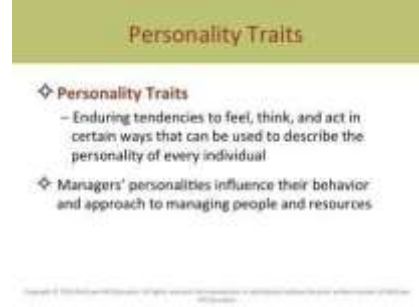 Personality Traits
Personality Traits
– Enduring tendencies to feel, think, and act in
certain ways that can be used to describe the
personality of every individual
Managers' personalities influence their behavior
and approach to managing people and resources